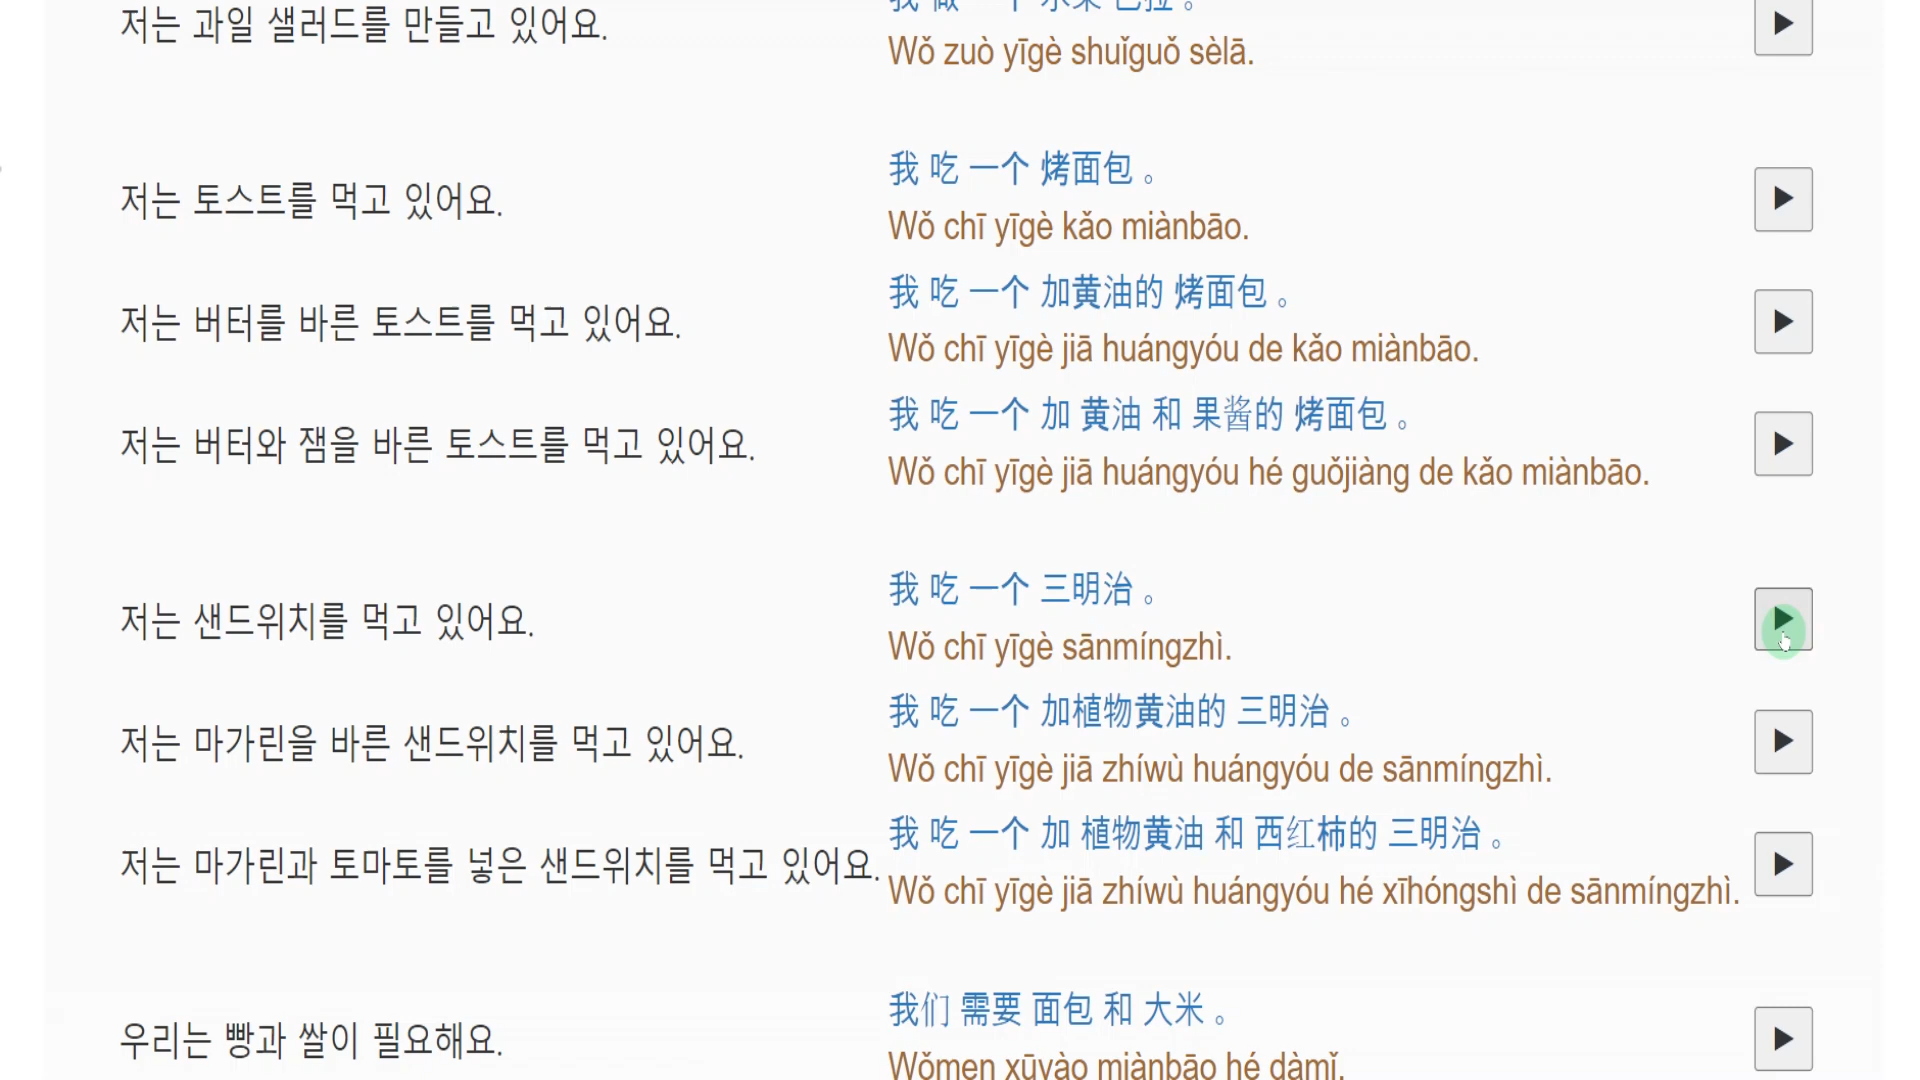 저는 과일 샐러드를 만들고 있어요.
我 做 一个 水果 色拉 。
Wǒ zuò yīgè shuǐguǒ sèlā.
저는 토스트를 먹고 있어요.
我 吃 一个 烤面包 。
Wǒ chī yīgè kǎo miànbāo.
저는 버터를 바른 토스트를 먹고 있어요.
我 吃 一个 加黄油的 烤面包 。
Wǒ chī yīgè jiā huángyóu de kǎo miànbāo.
저는 버터와 잼을 바른 토스트를 먹고 있어요.
我 吃 一个 加 黄油 和 果酱的 烤面包 。
Wǒ chī yīgè jiā huángyóu hé guǒjiàng de kǎo miànbāo.
저는 샌드위치를 먹고 있어요.
我 吃 一个 三明治 。
Wǒ chī yīgè sānmíngzhì.
저는 마가린을 바른 샌드위치를 먹고 있어요.
我 吃 一个 加植物黄油的 三明治 。
Wǒ chī yīgè jiā zhíwù huángyóu de sānmíngzhì.
저는 마가린과 토마토를 넣은 샌드위치를 먹고 있어요.
我 吃 一个 加 植物黄油 和 西红柿的 三明治 。
Wǒ chī yīgè jiā zhíwù huángyóu hé xīhóngshì de sānmíngzhì.
우리는 빵과 쌀이 필요해요.
我们 需要 面包 和 大米 。
Wǒmen xūyào miànbāo hé dàmǐ.